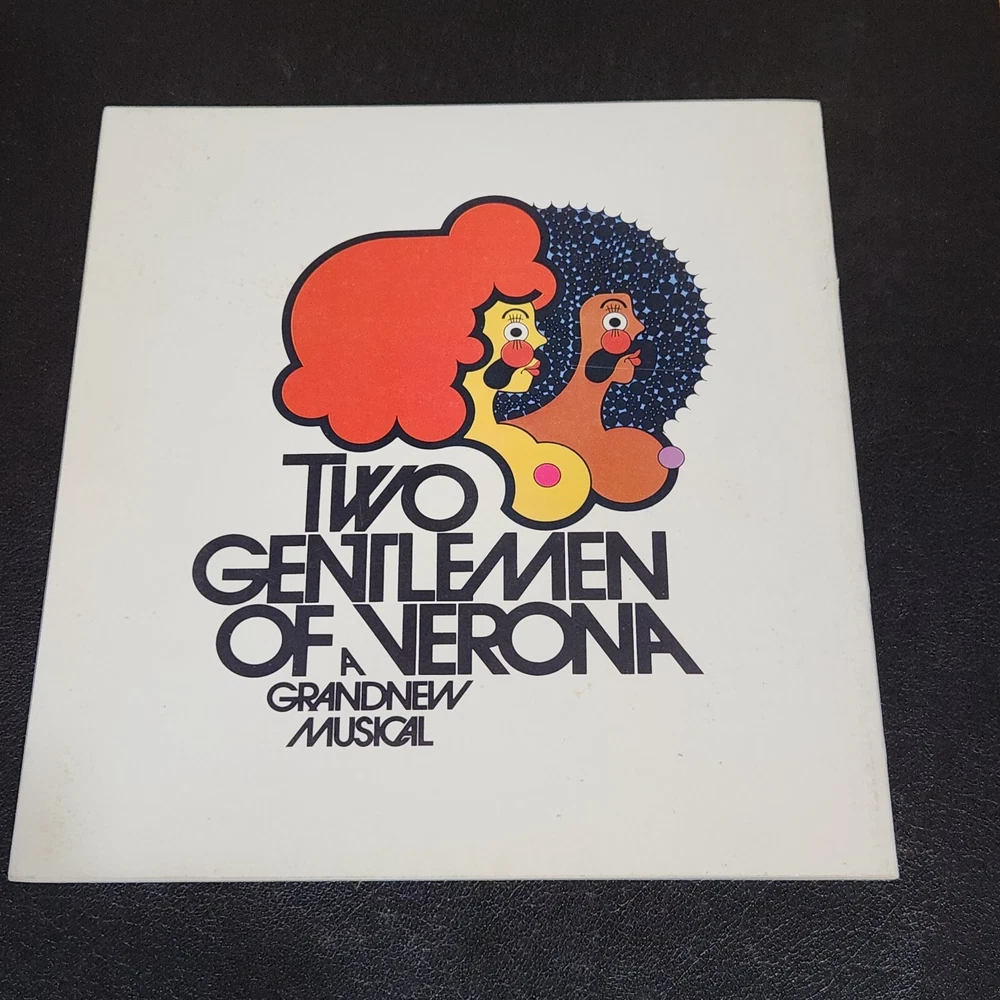 TWO
GENTLEMEN
OF VERONA
A
GRANDNEW
MUSICAL